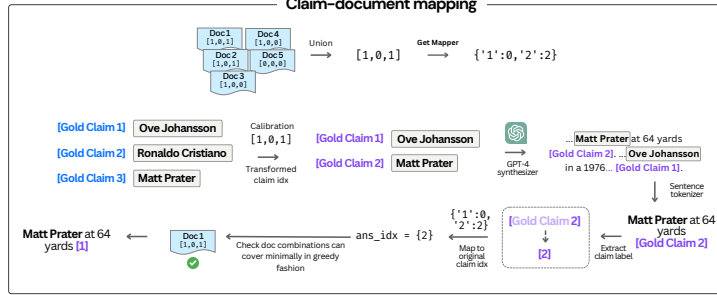 Claim-document mapping
Doc 1
[1,0,1]
Doc 4
[1,0,0]
Doc 2
[1,0,1]
Doc 5
[0,0,0]
Doc 3
[1,0,0]
Union
[1,0,1]
Get Mapper
{'1':0,'2':2}
[Gold Claim 1] Ove Johansson
[Gold Claim 2] Ronaldo Cristiano
[Gold Claim 3] Matt Prater
Calibration
[1,0,1]
Transformed
claim idx
[Gold Claim 1] Ove Johansson
[Gold Claim 2] Matt Prater
GPT-4
synthesizer
... Matt Prater at 64 yards
[Gold Claim 2]. ... Ove Johansson
in a 1976... [Gold Claim 1].
Sentence
tokenizer
Matt Prater at 64
yards
[Gold Claim 2]
Extract
claim label
[Gold Claim 2]
[2]
{'1':0,
'2':2}
Map to
original
claim idx
ans_idx = {2}
Check doc combinations can
cover minimally in greedy
fashion
Doc 1
[1,0,1]
Matt Prater at 64
yards [1]